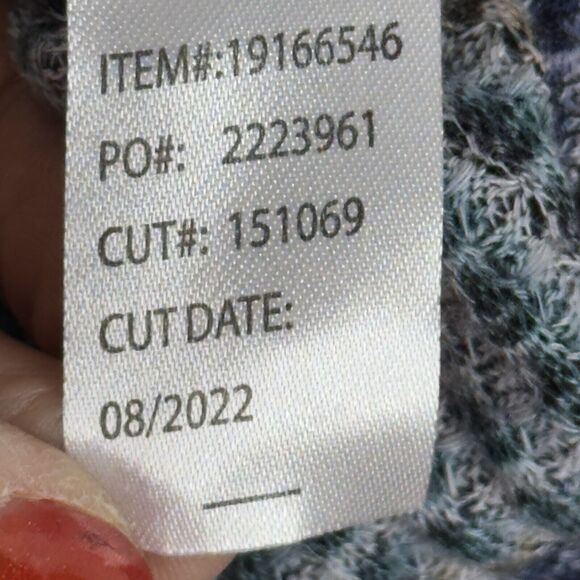 ITEM#:19166546
PO#: 2223961
CUT#: 151069
CUT DATE:
08/2022